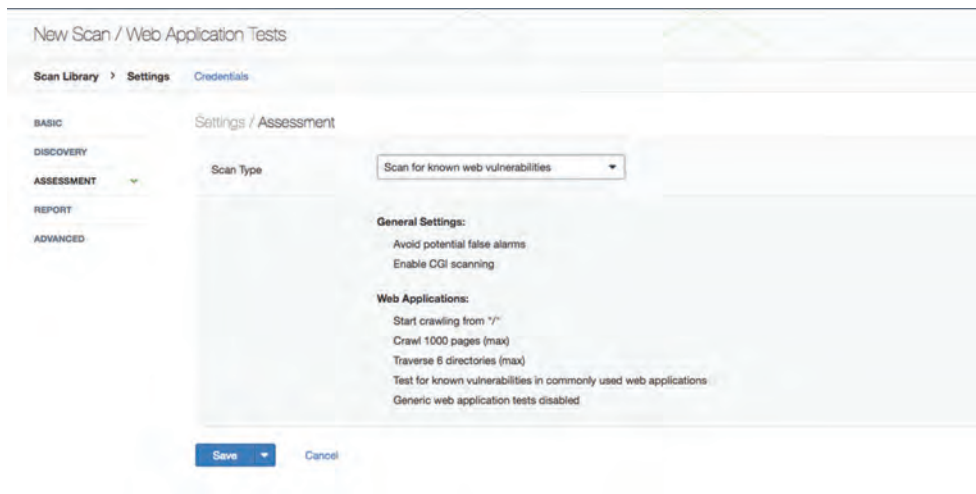 New Scan / Web Application Tests
Scan Library > Settings Credentials
BASIC
DISCOVERY
ASSESSMENT
REPORT
ADVANCED
Settings / Assessment
Scan Type Scan for known web vulnerabilities
General Settings:
Avoid potential false alarms
Enable CGI scanning
Web Applications:
Start crawling from "/"
Crawl 1000 pages (max)
Traverse 6 directories (max)
Test for known vulnerabilities in commonly used web applications
Generic web application tests disabled
Save Cancel